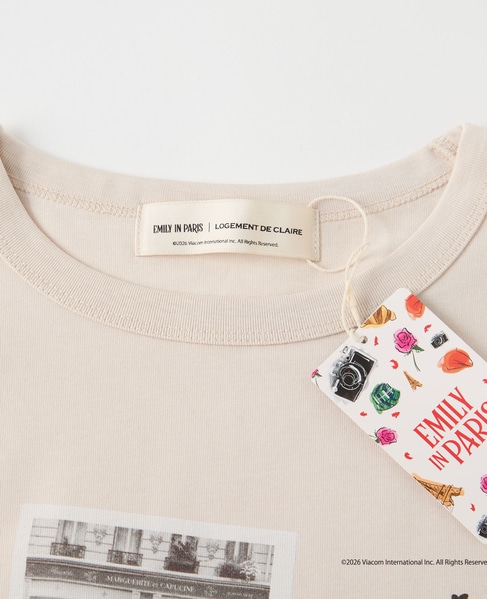 EMILY IN PARIS | LOGEMENT DE CLAIRE
©2026 Viacom International Inc. All Rights Reserved.
EMILY
IN PARIS
©2026 Viacom International Inc. All Rights Reserved.
MARGUERITE DE CAPUCINE